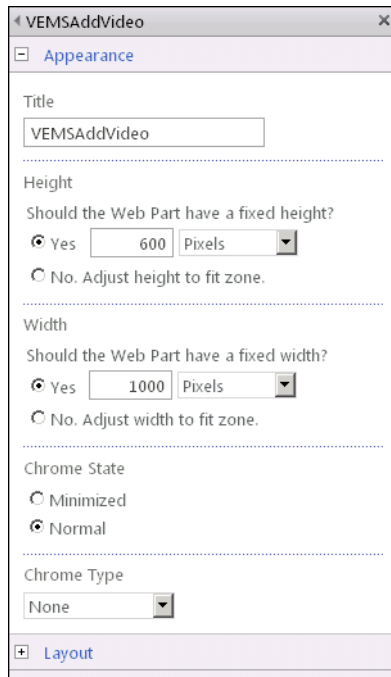 VEMSAddVideo
Appearance
Title
VEMSAddVideo
Height
Should the Web Part have a fixed height?
Yes 600 Pixels
No. Adjust height to fit zone.
Width
Should the Web Part have a fixed width?
Yes 1000 Pixels
No. Adjust width to fit zone.
Chrome State
Minimized
Normal
Chrome Type
None
Layout